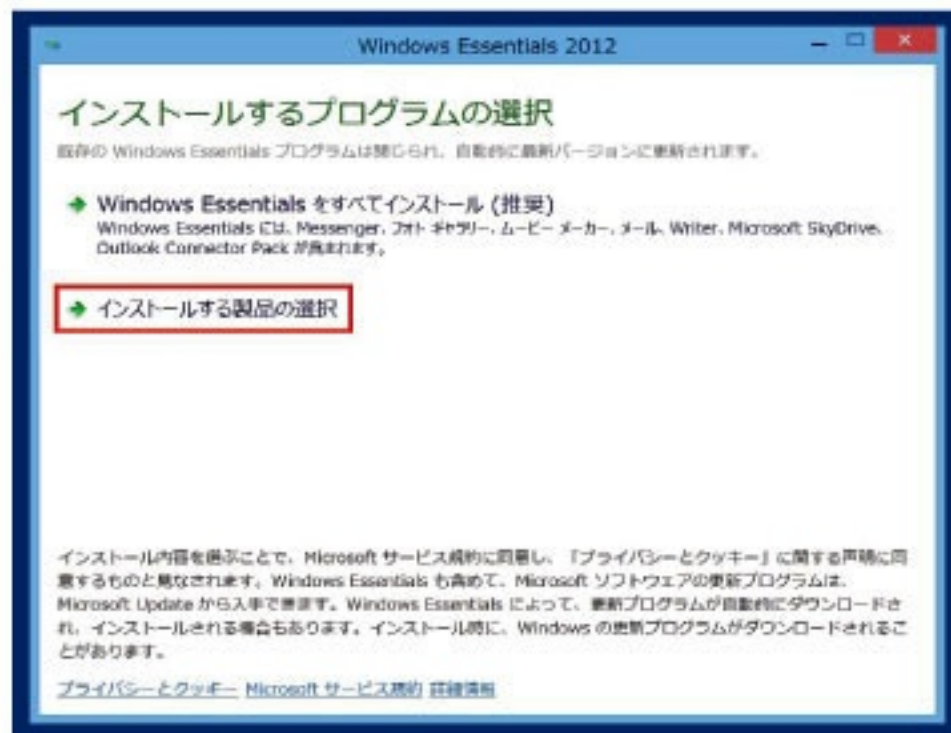 Windows Essentials 2012
インストールするプログラムの選択
既存の Windows Essentials プログラムは閉じられ、自動的に最新バージョンに更新されます。
Windows Essentials をすべてインストール (推奨)
Windows Essentials には、Messenger、フォト ギャラリー、ムービー メーカー、メール、Writer、Microsoft SkyDrive、
Outlook Connector Pack が含まれます。
インストールする製品の選択
インストール内容を選ぶことで、Microsoft サービス規約に同意し、「プライバシーとクッキー」に関する声明に同
意するものと見なされます。Windows Essentials も含めて、Microsoft ソフトウェアの更新プログラムは、
Microsoft Update から入手できます。Windows Essentials によって、更新プログラムが自動的にダウンロードさ
れ、インストールされる場合もあります。インストール時に、Windows の更新プログラムがダウンロードされるこ
とがあります。
プライバシーとクッキー Microsoft サービス規約 詳細情報